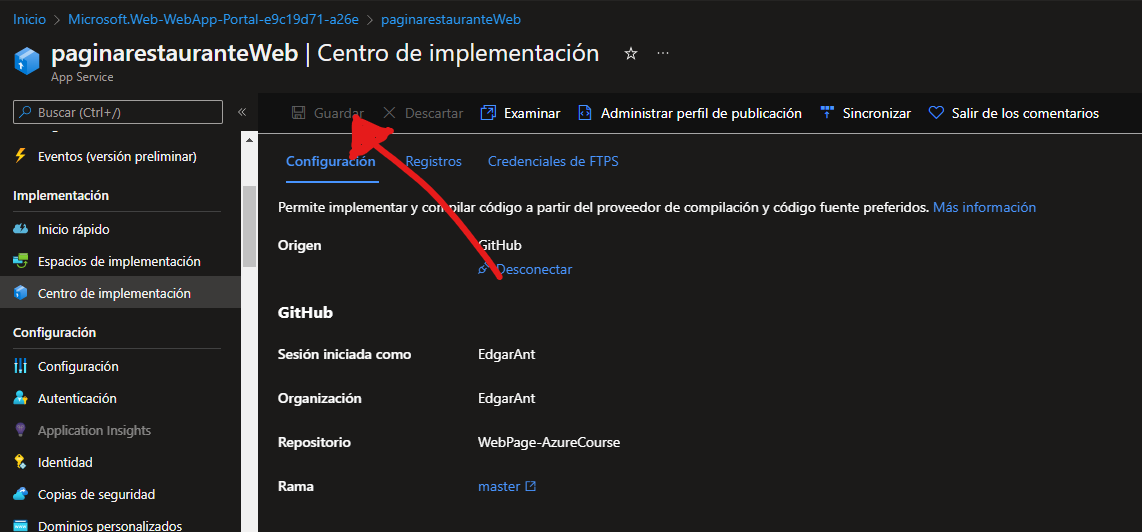 Inicio > Microsoft.Web-WebApp-Portal-e9c19d71-a26e > paginarestauranteWeb
paginarestauranteWeb | Centro de implementación
App Service
Buscar (Ctrl+/)
Eventos (versión preliminar)
Implementación
Inicio rápido
Espacios de implementación
Centro de implementación
Configuración
Configuración
Autenticación
Application Insights
Identidad
Copias de seguridad
Dominios personalizados
Guardar Descartar Examinar Administrar perfil de publicación Sincronizar Salir de los comentarios
Configuración Registros Credenciales de FTPS
Permite implementar y compilar código a partir del proveedor de compilación y código fuente preferidos. Más información
Origen GitHub
Desconectar
GitHub
Sesión iniciada como EdgarAnt
Organización EdgarAnt
Repositorio WebPage-AzureCourse
Rama master